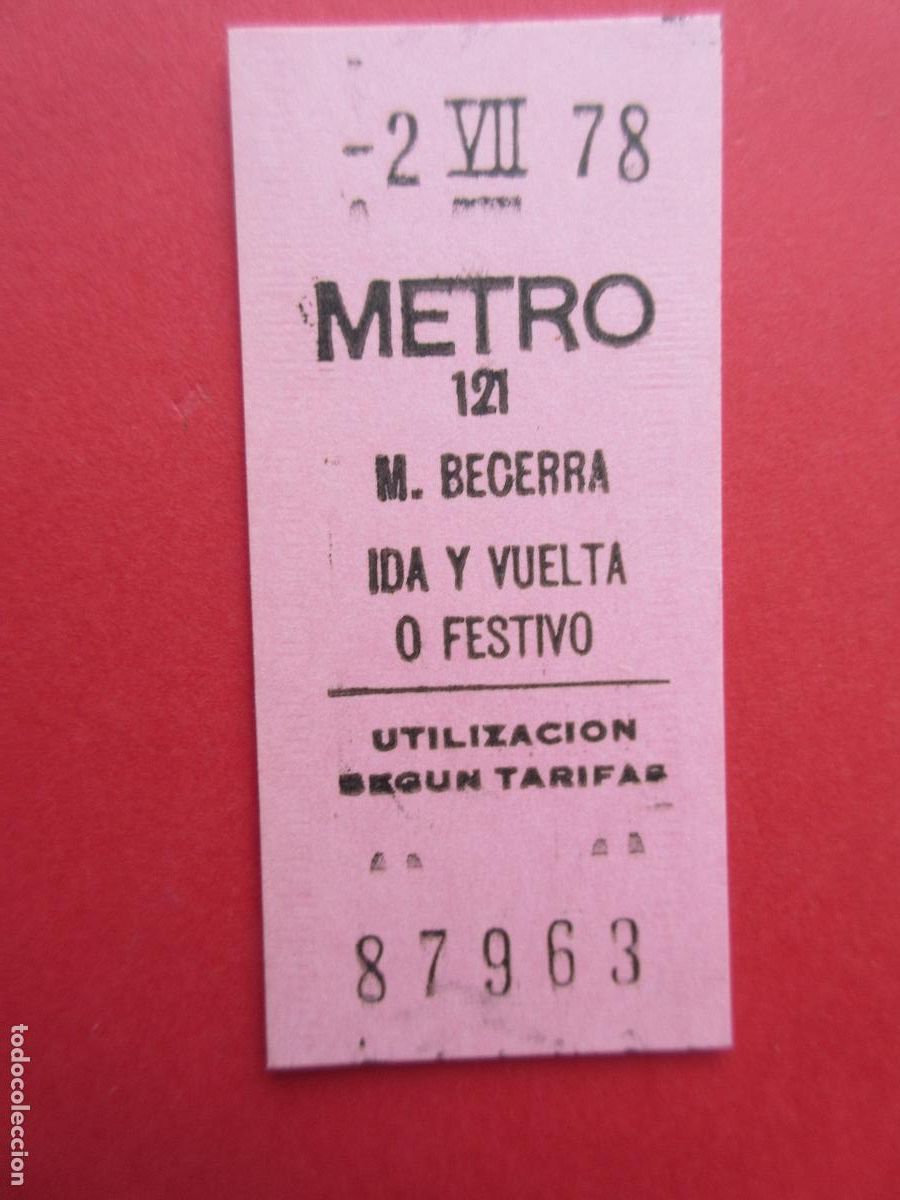 -2 VII 78
METRO
121
M. BECERRA
IDA Y VUELTA
O FESTIVO
UTILIZACION
SEGUN TARIFAS
87963
todocoleccion